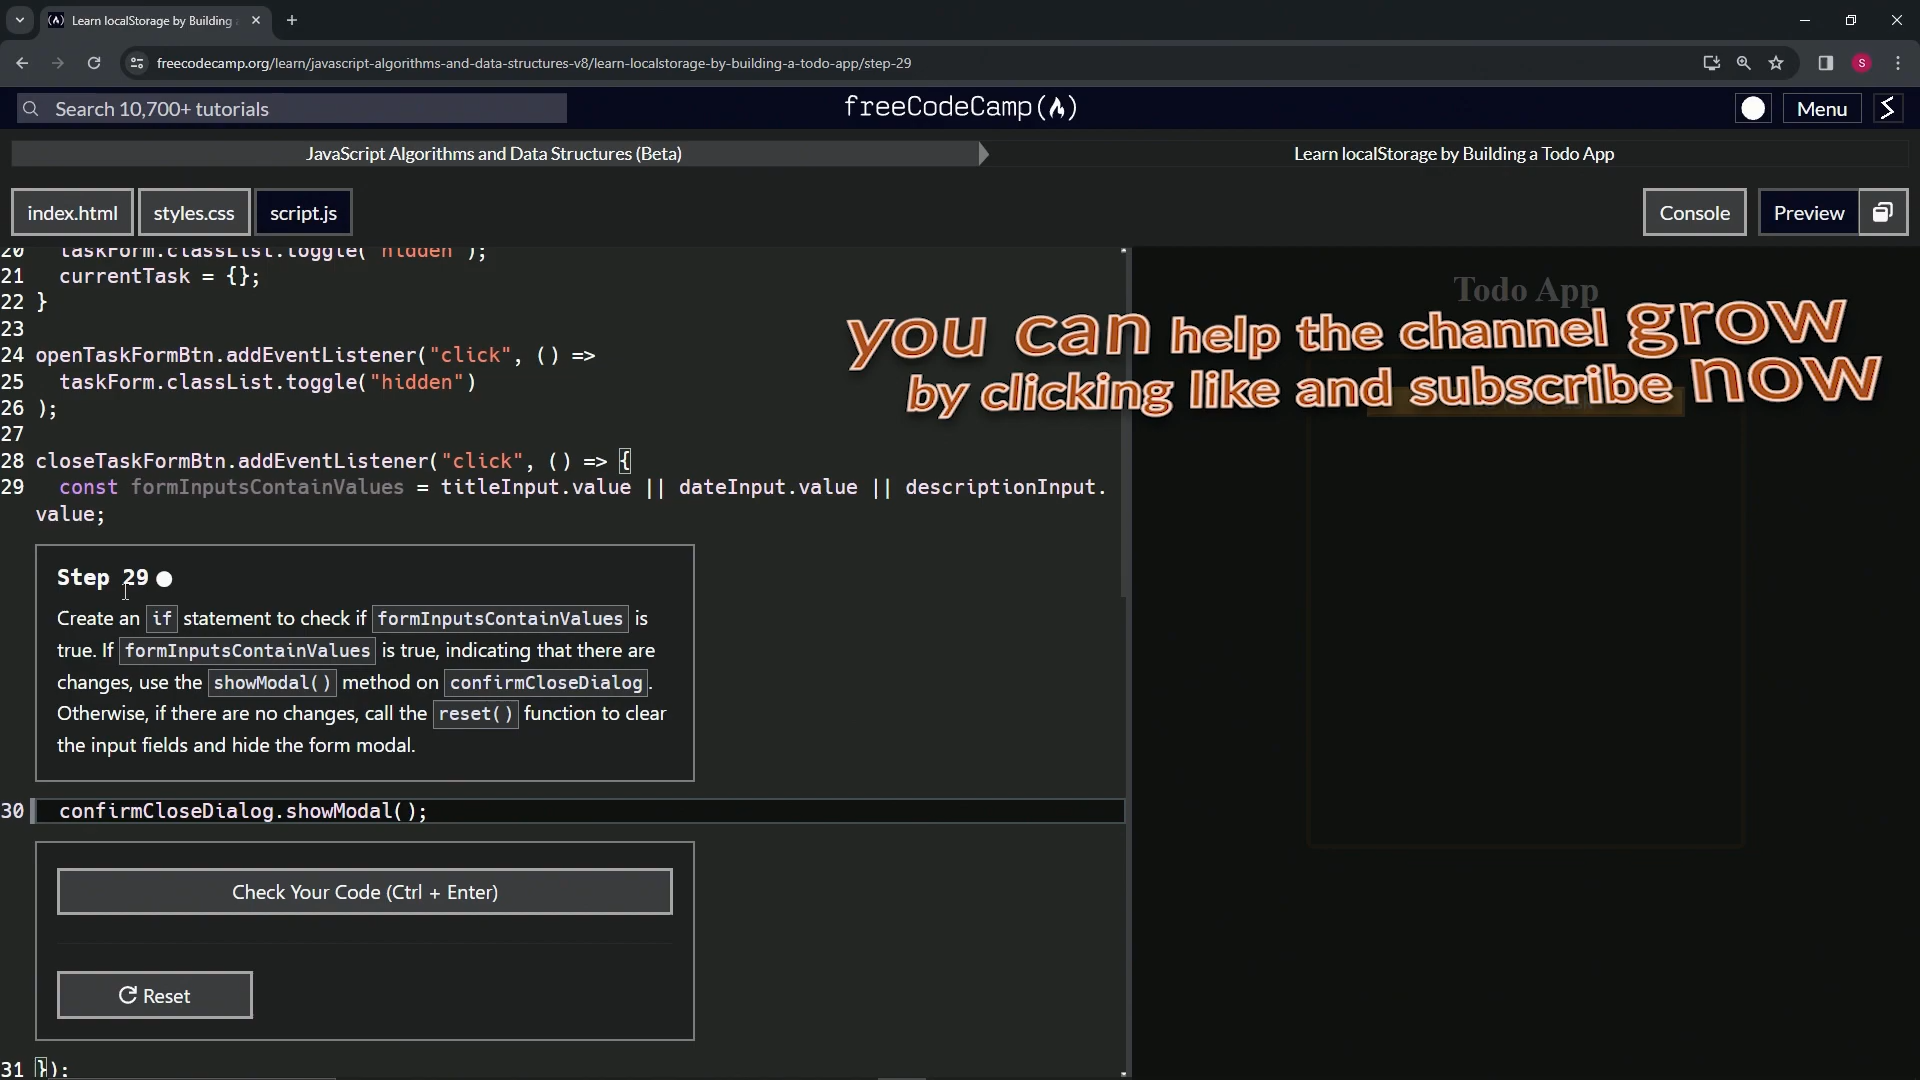 Learn localStorage by Building
freecodecamp.org/learn/javascript-algorithms-and-data-structures-v8/learn-localstorage-by-building-a-todo-app/step-29
S
Search 10,700+ tutorials
freeCodeCamp(🔥)
Menu
JavaScript Algorithms and Data Structures (Beta)
Learn localStorage by Building a Todo App
index.html
styles.css
script.js
Console
Preview
20 taskForm.classList.toggle("hidden");
21 currentTask = {};
22 }
23
24 openTaskFormBtn.addEventListener("click", () =>
25 taskForm.classList.toggle("hidden")
26 );
27
28 closeTaskFormBtn.addEventListener("click", () => {
29 const formInputsContainValues = titleInput.value || dateInput.value || descriptionInput.
value;
Step 29
Create an if statement to check if formInputsContainValues is
true. If formInputsContainValues is true, indicating that there are
changes, use the showModal() method on confirmCloseDialog.
Otherwise, if there are no changes, call the reset() function to clear
the input fields and hide the form modal.
30 confirmCloseDialog.showModal();
Check Your Code (Ctrl + Enter)
Reset
31 });
Todo App
you can help the channel grow
by clicking like and subscribe now